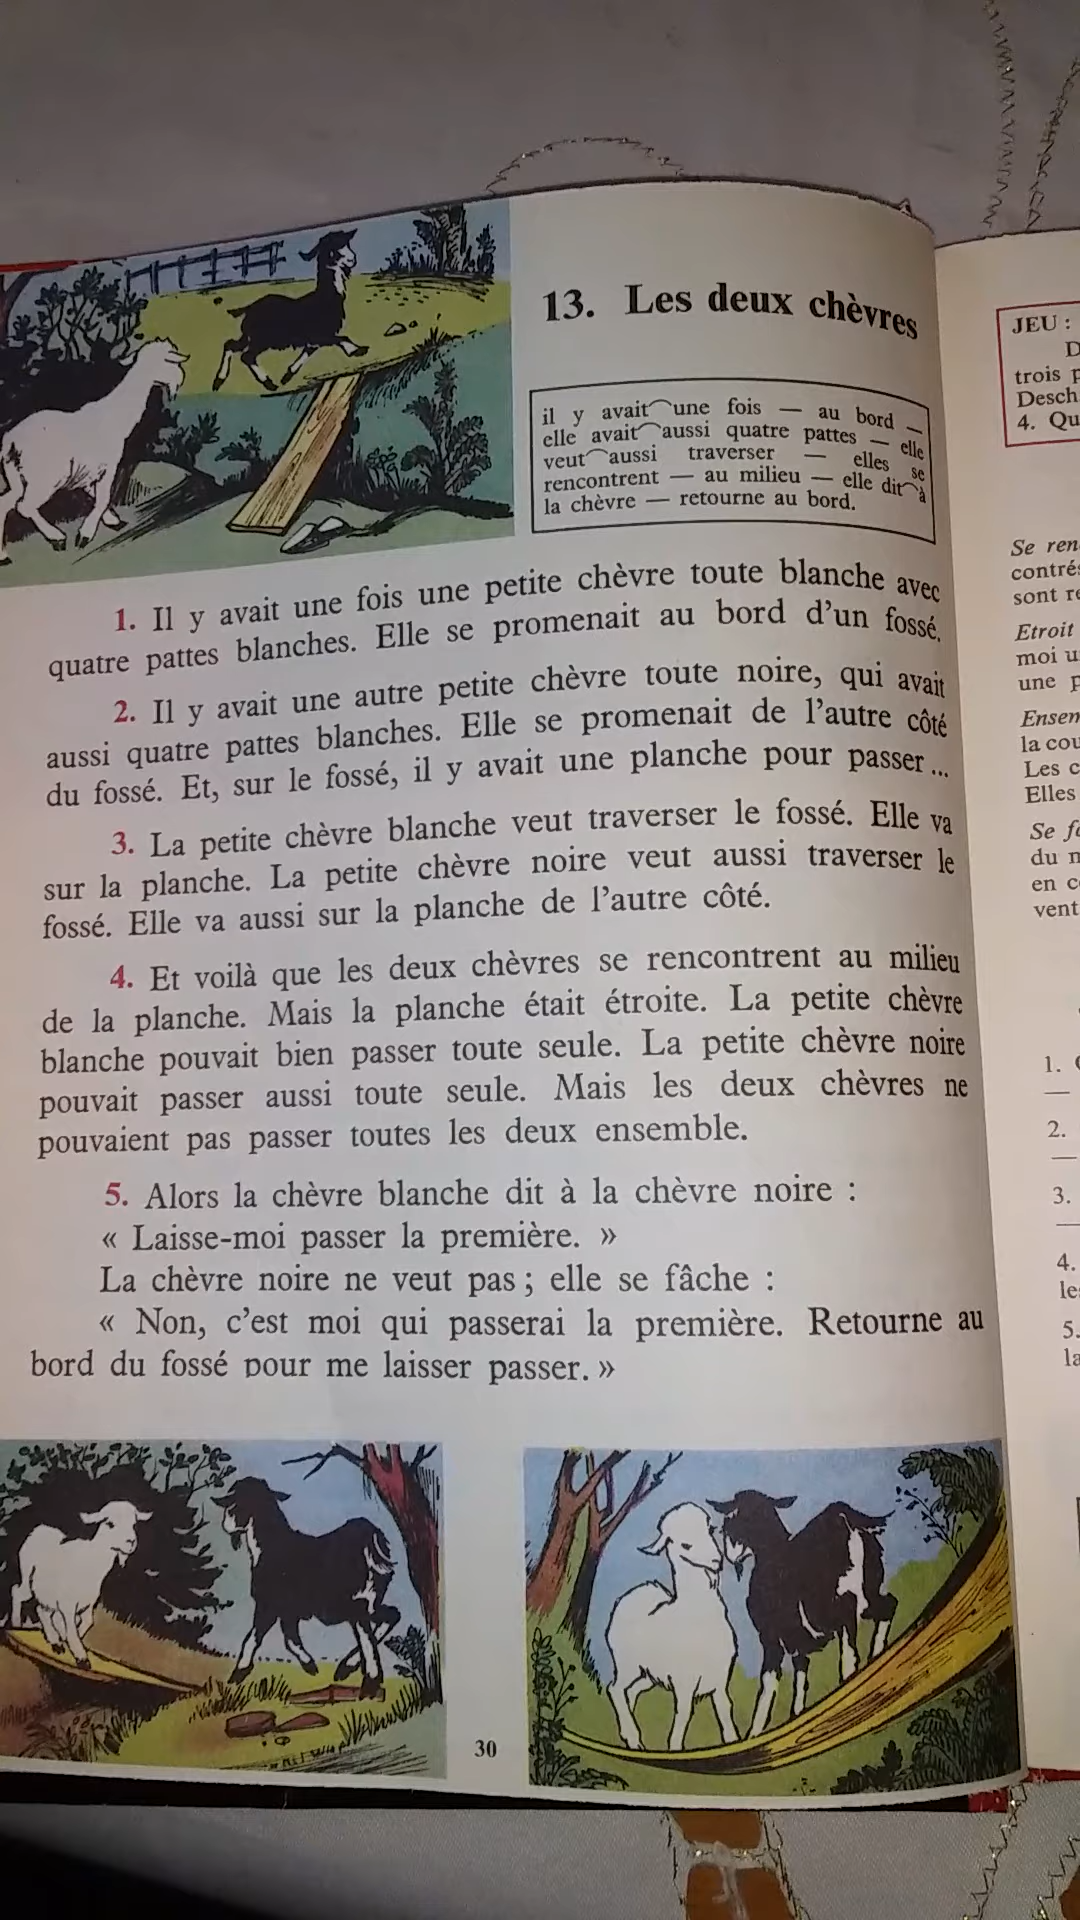 13. Les deux chèvres
il y avait une fois — au bord —
elle avait aussi quatre pattes — elle
veut aussi traverser — elles se
rencontrent — au milieu — elle dit à
la chèvre — retourne au bord.
1. Il y avait une fois une petite chèvre toute blanche avec
quatre pattes blanches. Elle se promenait au bord d'un fossé.
2. Il y avait une autre petite chèvre toute noire, qui avait
aussi quatre pattes blanches. Elle se promenait de l'autre côté
du fossé. Et, sur le fossé, il y avait une planche pour passer...
3. La petite chèvre blanche veut traverser le fossé. Elle va
sur la planche. La petite chèvre noire veut aussi traverser le
fossé. Elle va aussi sur la planche de l'autre côté.
4. Et voilà que les deux chèvres se rencontrent au milieu
de la planche. Mais la planche était étroite. La petite chèvre
blanche pouvait bien passer toute seule. La petite chèvre noire
pouvait passer aussi toute seule. Mais les deux chèvres ne
pouvaient pas passer toutes les deux ensemble.
5. Alors la chèvre blanche dit à la chèvre noire :
« Laisse-moi passer la première. »
La chèvre noire ne veut pas ; elle se fâche :
« Non, c'est moi qui passerai la première. Retourne au
bord du fossé pour me laisser passer. »
30
JEU :
D
trois p
Desch
4. Qu
Se ren
contrés
sont re
Etroit
moi u
une p
Ensem
la cou
Les c
Elles
Se fâ
du m
en co
vent
1.
2.
3.
4.
les
5.
la